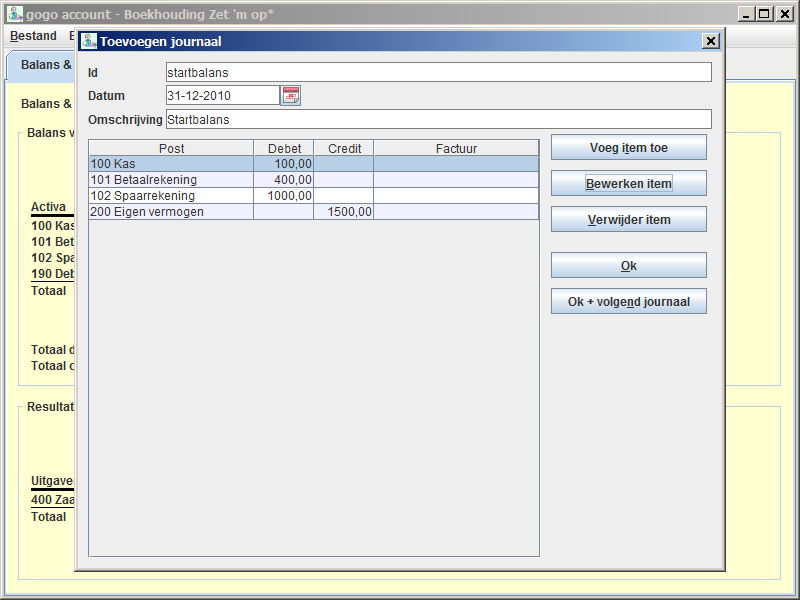 gogo account - Boekhouding Zet 'm op*
Bestand
Toevoegen journaal
Balans &
Id startbalans
Datum 31-12-2010
Balans &
Omschrijving Startbalans
Balans v
Post Debet Credit Factuur
Voeg item toe
100 Kas 100,00
101 Betaalrekening 400,00
Bewerken item
102 Spaarrekening 1000,00
200 Eigen vermogen 1500,00
Verwijder item
Activa
100 Kas
101 Bet
102 Spa
190 Deb
Totaal
Ok
Ok + volgend journaal
Totaal d
Totaal c
Resultat
Uitgave
400 Zaa
Totaal